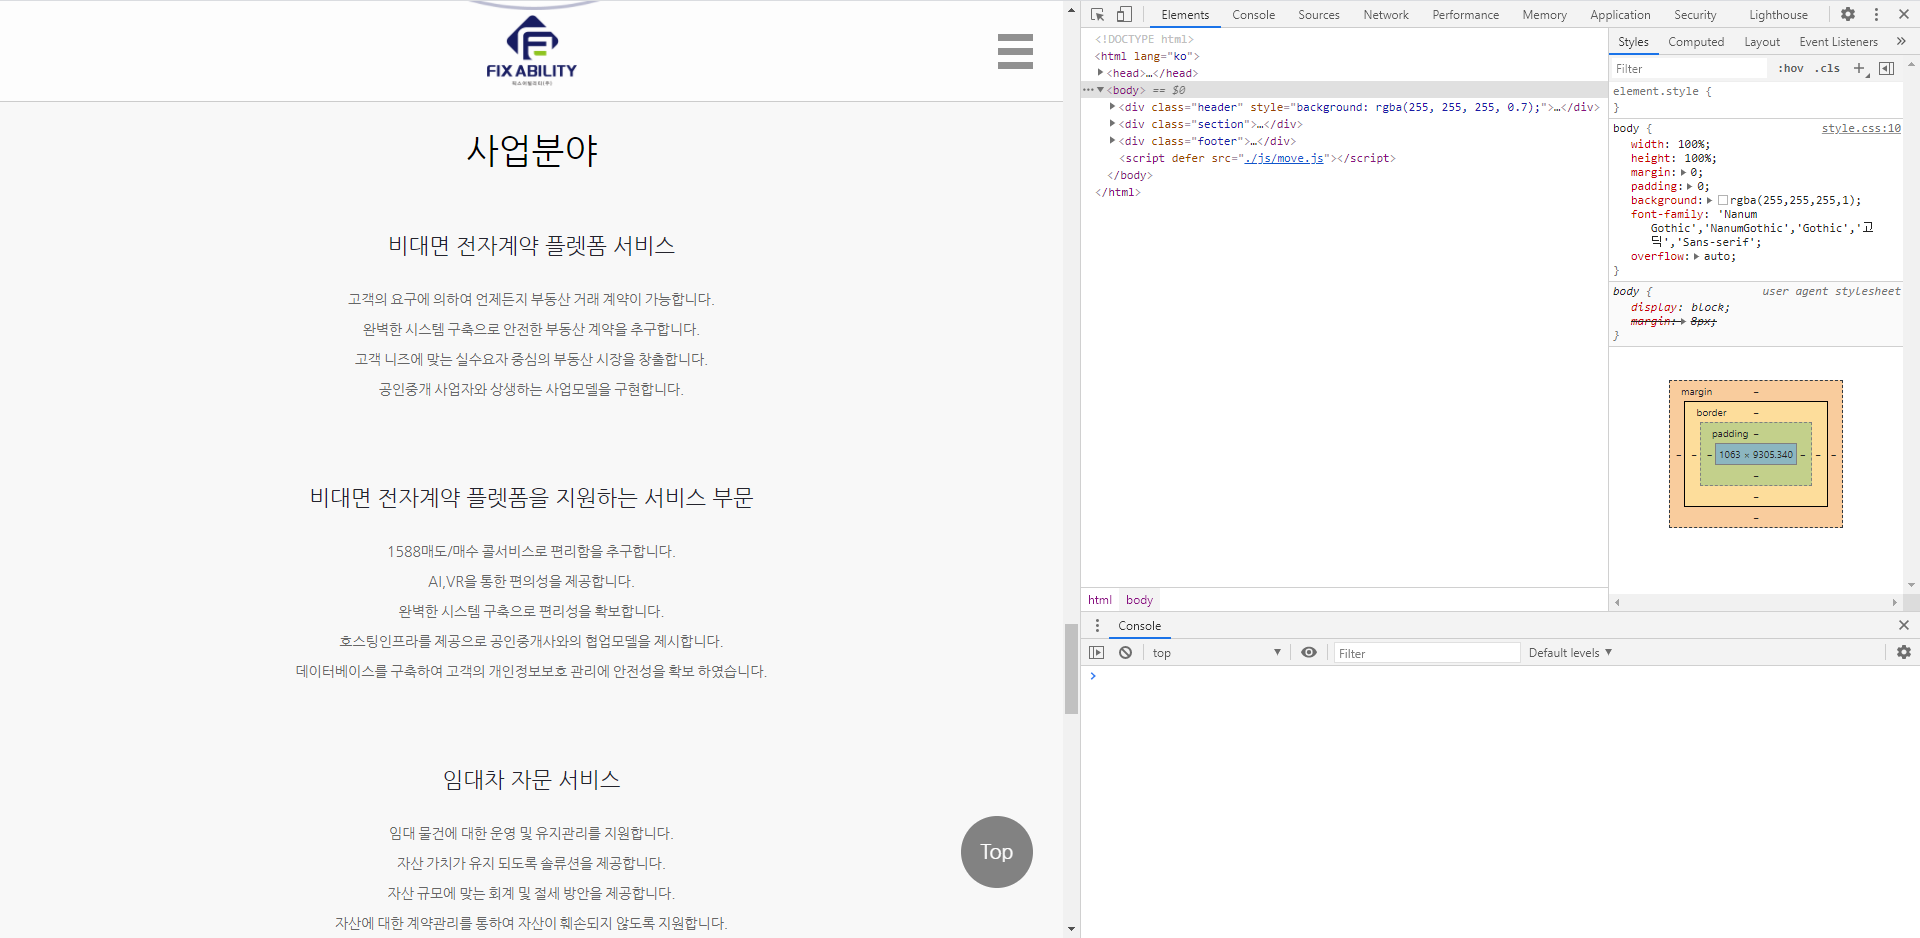 FIX ABILITY
픽스어빌리티(주)
사업분야
비대면 전자계약 플렛폼 서비스
고객의 요구에 의하여 언제든지 부동산 거래 계약이 가능합니다.
완벽한 시스템 구축으로 안전한 부동산 계약을 추구합니다.
고객 니즈에 맞는 실수요자 중심의 부동산 시장을 창출합니다.
공인중개 사업자와 상생하는 사업모델을 구현합니다.
비대면 전자계약 플렛폼을 지원하는 서비스 부문
1588매도/매수 콜서비스로 편리함을 추구합니다.
AI,VR을 통한 편의성을 제공합니다.
완벽한 시스템 구축으로 편리성을 확보합니다.
호스팅인프라를 제공으로 공인중개사와의 협업모델을 제시합니다.
데이터베이스를 구축하여 고객의 개인정보보호 관리에 안전성을 확보 하였습니다.
임대차 자문 서비스
임대 물건에 대한 운영 및 유지관리를 지원합니다.
자산 가치가 유지 되도록 솔류션을 제공합니다.
자산 규모에 맞는 회계 및 절세 방안을 제공합니다.
자산에 대한 계약관리를 통하여 자산이 훼손되지 않도록 지원합니다.
Top
Elements Console Sources Network Performance Memory Application Security Lighthouse
<!DOCTYPE html>
<html lang="ko">
<head>…</head>
<body> == $0
<div class="header" style="background: rgba(255, 255, 255, 0.7);">…</div>
<div class="section">…</div>
<div class="footer">…</div>
<script defer src="./js/move.js"></script>
</body>
</html>
html body
Styles Computed Layout Event Listeners »
Filter :hov .cls +
element.style {
}
body { style.css:10
width: 100%;
height: 100%;
margin: 0;
padding: 0;
background: rgba(255,255,255,1);
font-family: 'Nanum
Gothic','NanumGothic','Gothic','고
딕','Sans-serif';
overflow: auto;
}
body { user agent stylesheet
display: block;
margin: 8px;
}
margin -
border -
padding -
- - - 1063 × 9305.340 - - -
-
-
-
Console
top Filter Default levels